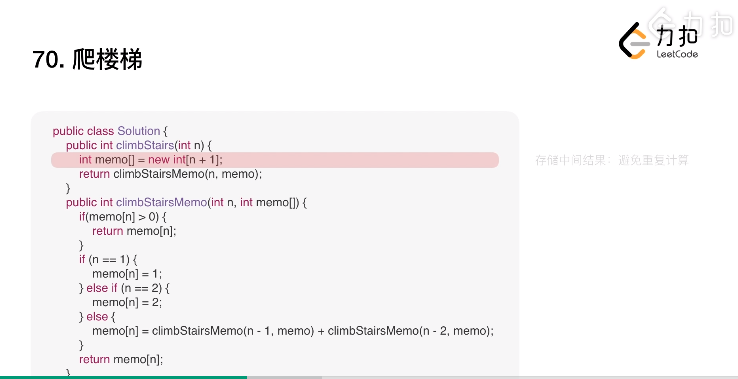 力扣
力扣
LeetCode
70. 爬楼梯
public class Solution {
public int climbStairs(int n) {
int memo[] = new int[n + 1];
存储中间结果：避免重复计算
return climbStairsMemo(n, memo);
}
public int climbStairsMemo(int n, int memo[]) {
if(memo[n] > 0) {
return memo[n];
}
if (n == 1) {
memo[n] = 1;
} else if (n == 2) {
memo[n] = 2;
} else {
memo[n] = climbStairsMemo(n - 1, memo) + climbStairsMemo(n - 2, memo);
}
return memo[n];
}